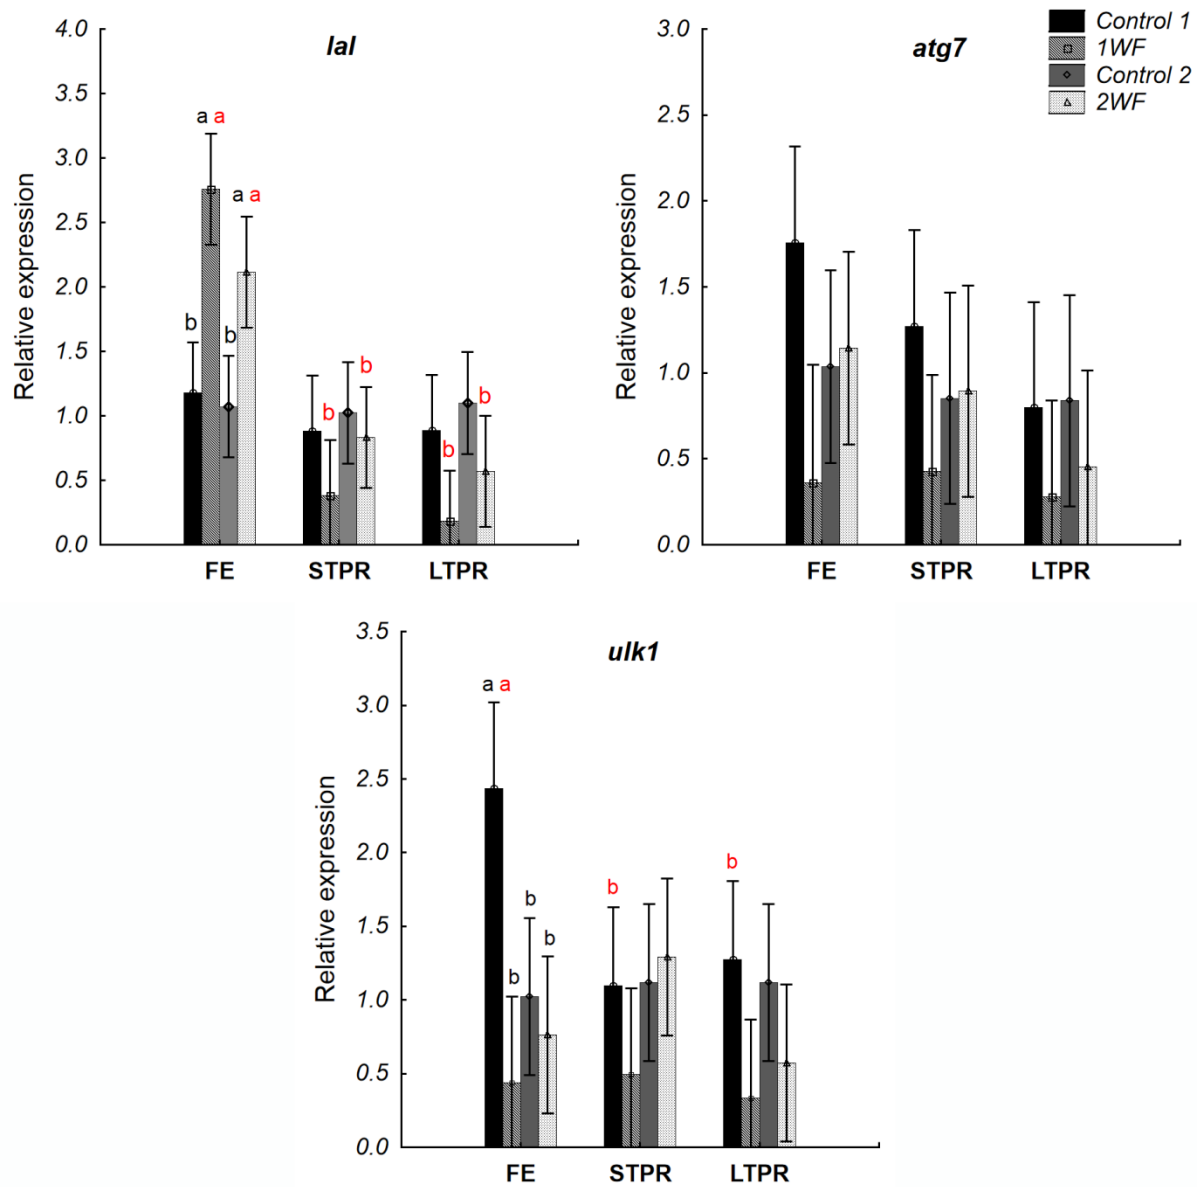 lal
Relative expression
4.0
3.5
3.0
2.5
2.0
1.5
1.0
0.5
0.0
a a
a a
b
b
b
b
b
b
FE STPR LTPR
atg7
Control 1
1WF
Control 2
2WF
Relative expression
3.0
2.5
2.0
1.5
1.0
0.5
0.0
FE STPR LTPR
ulk1
Relative expression
3.5
3.0
2.5
2.0
1.5
1.0
0.5
0.0
a a
b
b
b
b
b
FE STPR LTPR